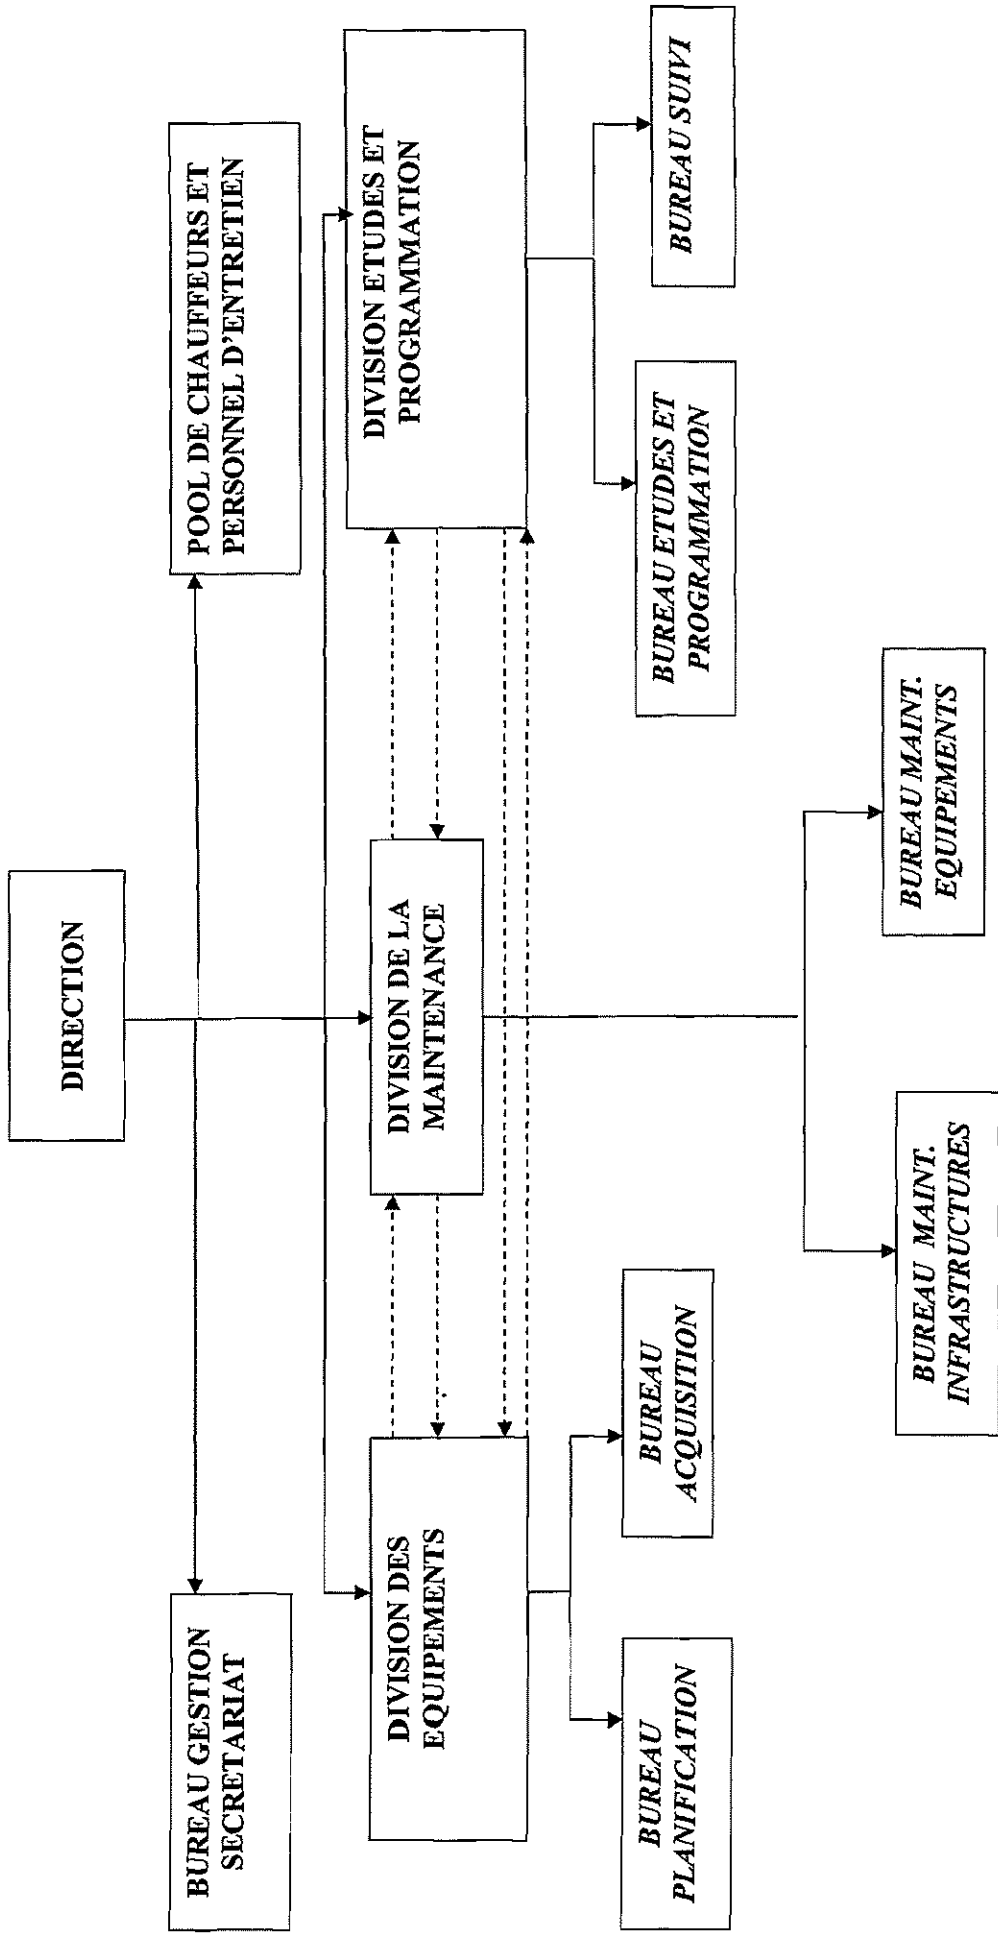 DIRECTION
BUREAU GESTION
SECRETARIAT
POOL DE CHAUFFEURS ET
PERSONNEL D'ENTRETIEN
DIVISION DES
EQUIPEMENTS
DIVISION DE LA
MAINTENANCE
DIVISION ETUDES ET
PROGRAMMATION
BUREAU
PLANIFICATION
BUREAU
ACQUISITION
BUREAU ETUDES ET
PROGRAMMATION
BUREAU SUIVI
BUREAU MAINT.
INFRASTRUCTURES
BUREAU MAINT.
EQUIPEMENTS